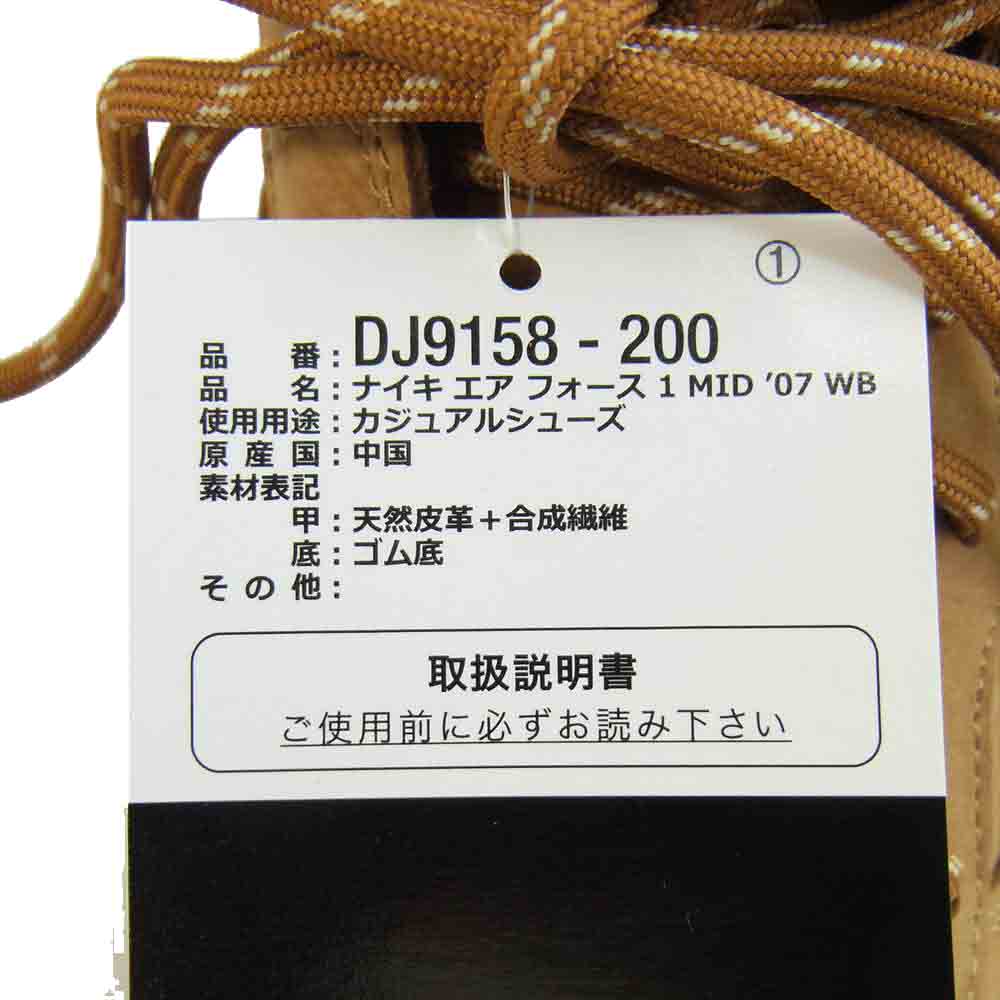 ①
品番：DJ9158 - 200
品名：ナイキ エア フォース 1 MID ’07 WB
使用用途：カジュアルシューズ
原産国：中国
素材表記
甲：天然皮革＋合成繊維
底：ゴム底
その他：
取扱説明書
ご使用前に必ずお読み下さい